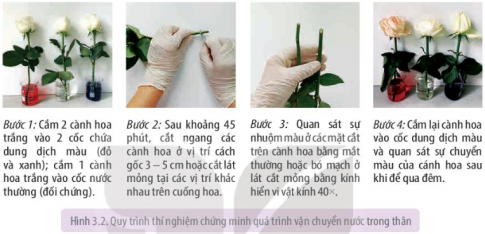 Bước 1: Cắm 2 cành hoa
trắng vào 2 cốc chứa
dung dịch màu (đỏ
và xanh); cắm 1 cành
hoa trắng vào cốc nước
thường (đối chứng).
Bước 2: Sau khoảng 45
phút, cắt ngang các
cành hoa ở vị trí cách
gốc 3 – 5 cm hoặc cắt lát
mỏng tại các vị trí khác
nhau trên cuống hoa.
Bước 3: Quan sát sự
nhuộm màu ở các mặt cắt
trên cành hoa bằng mắt
thường hoặc bó mạch ở
lát cắt mỏng bằng kính
hiển vi vật kính 40×.
Bước 4: Cắm lại cành hoa
vào cốc dung dịch màu
và quan sát sự chuyển
màu của cánh hoa sau
khi để qua đêm.
Hình 3.2. Quy trình thí nghiệm chứng minh quá trình vận chuyển nước trong thân